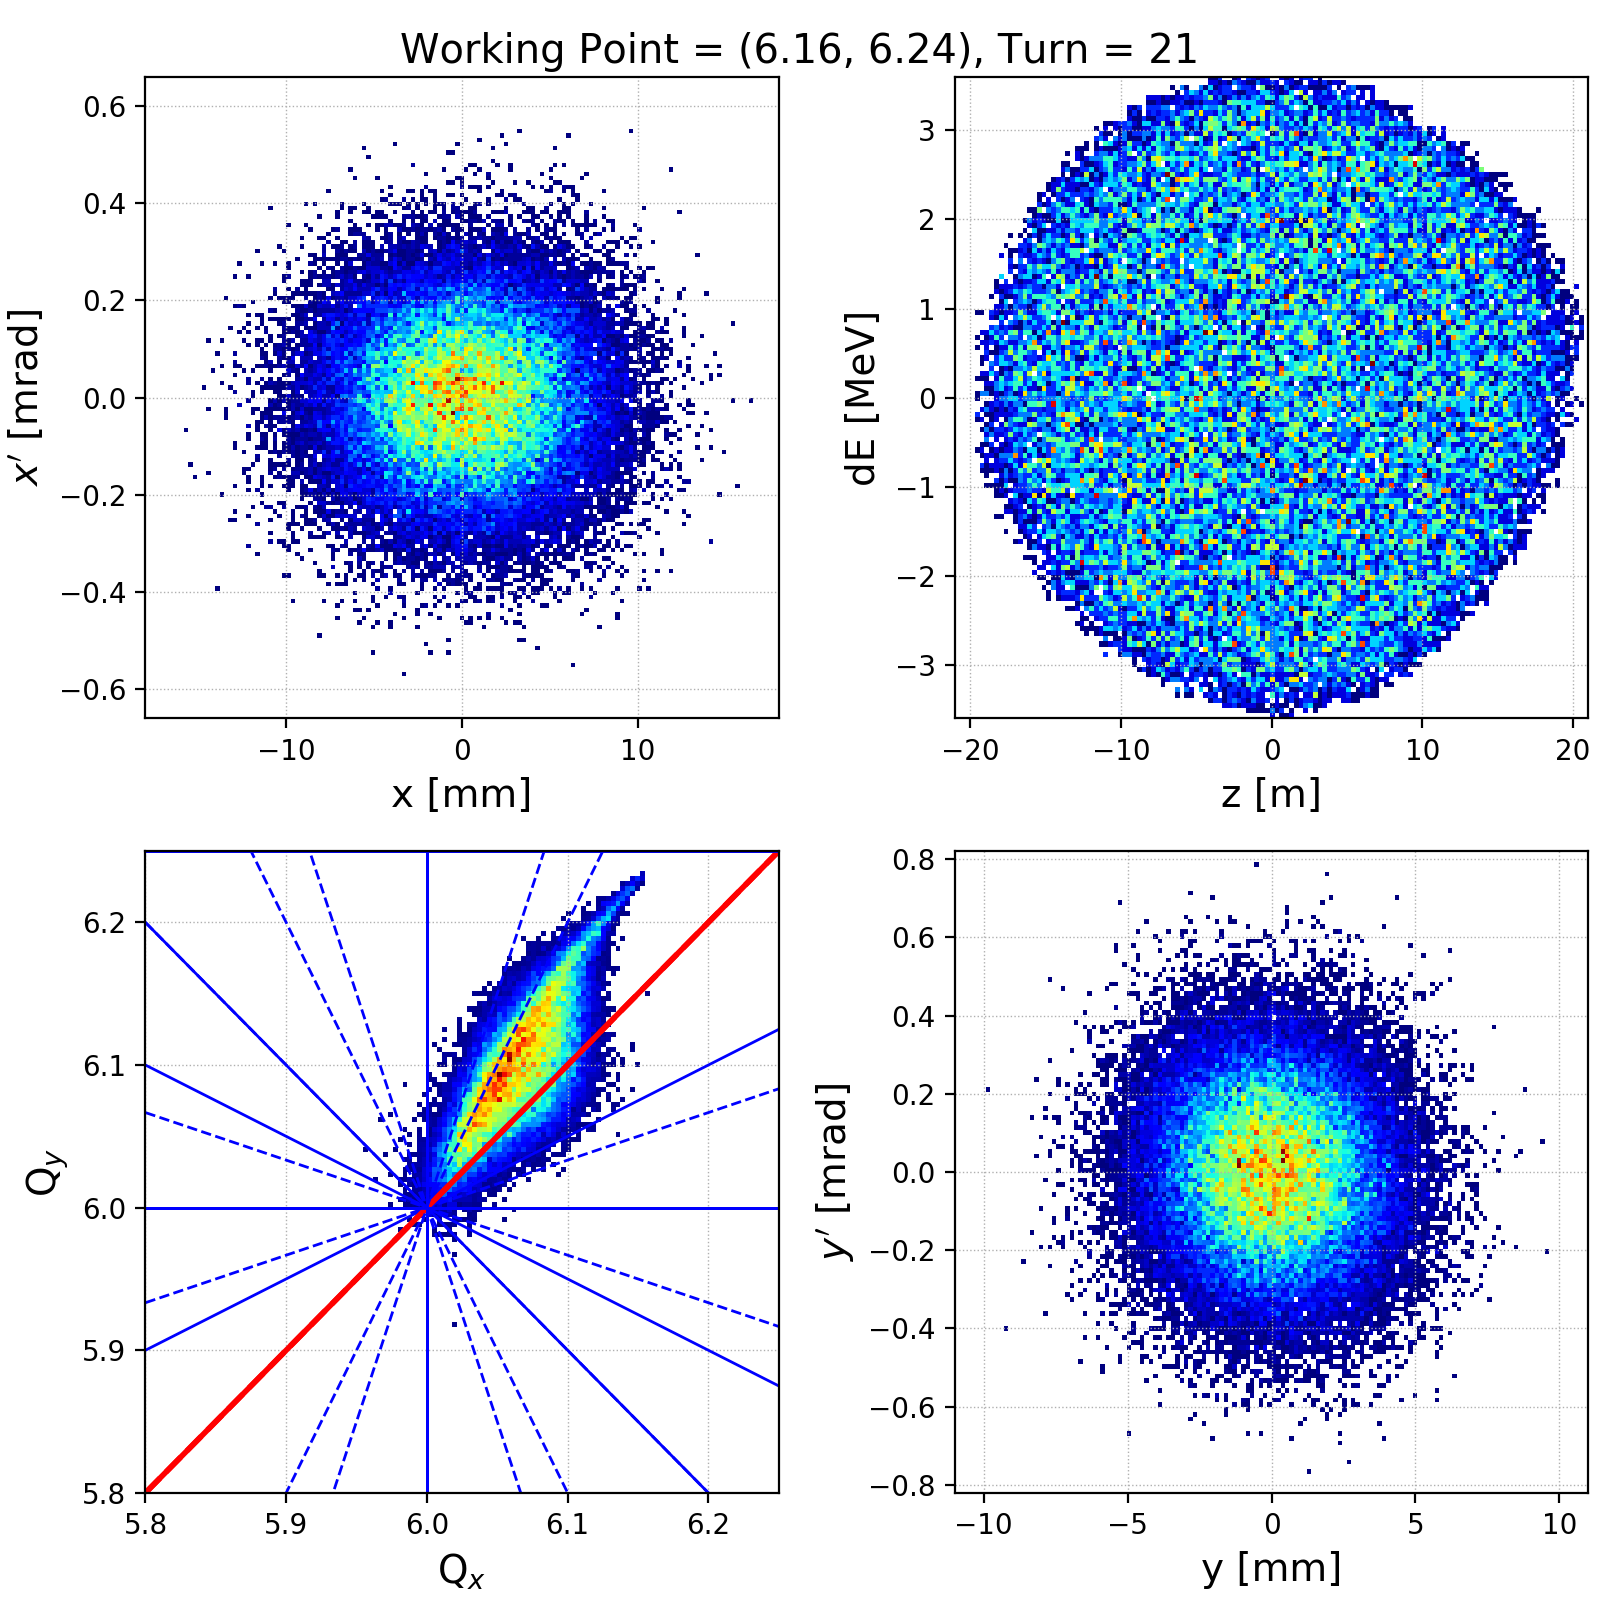 Working Point = (6.16, 6.24), Turn = 21
0.6
0.4
0.2
0.0
−0.2
−0.4
−0.6
x′ [mrad]
−10 0 10
x [mm]
3
2
1
0
−1
−2
−3
dE [MeV]
−20 −10 0 10 20
z [m]
6.2
6.1
6.0
5.9
5.8
Qy
5.8 5.9 6.0 6.1 6.2
Qx
0.8
0.6
0.4
0.2
0.0
−0.2
−0.4
−0.6
−0.8
y′ [mrad]
−10 −5 0 5 10
y [mm]